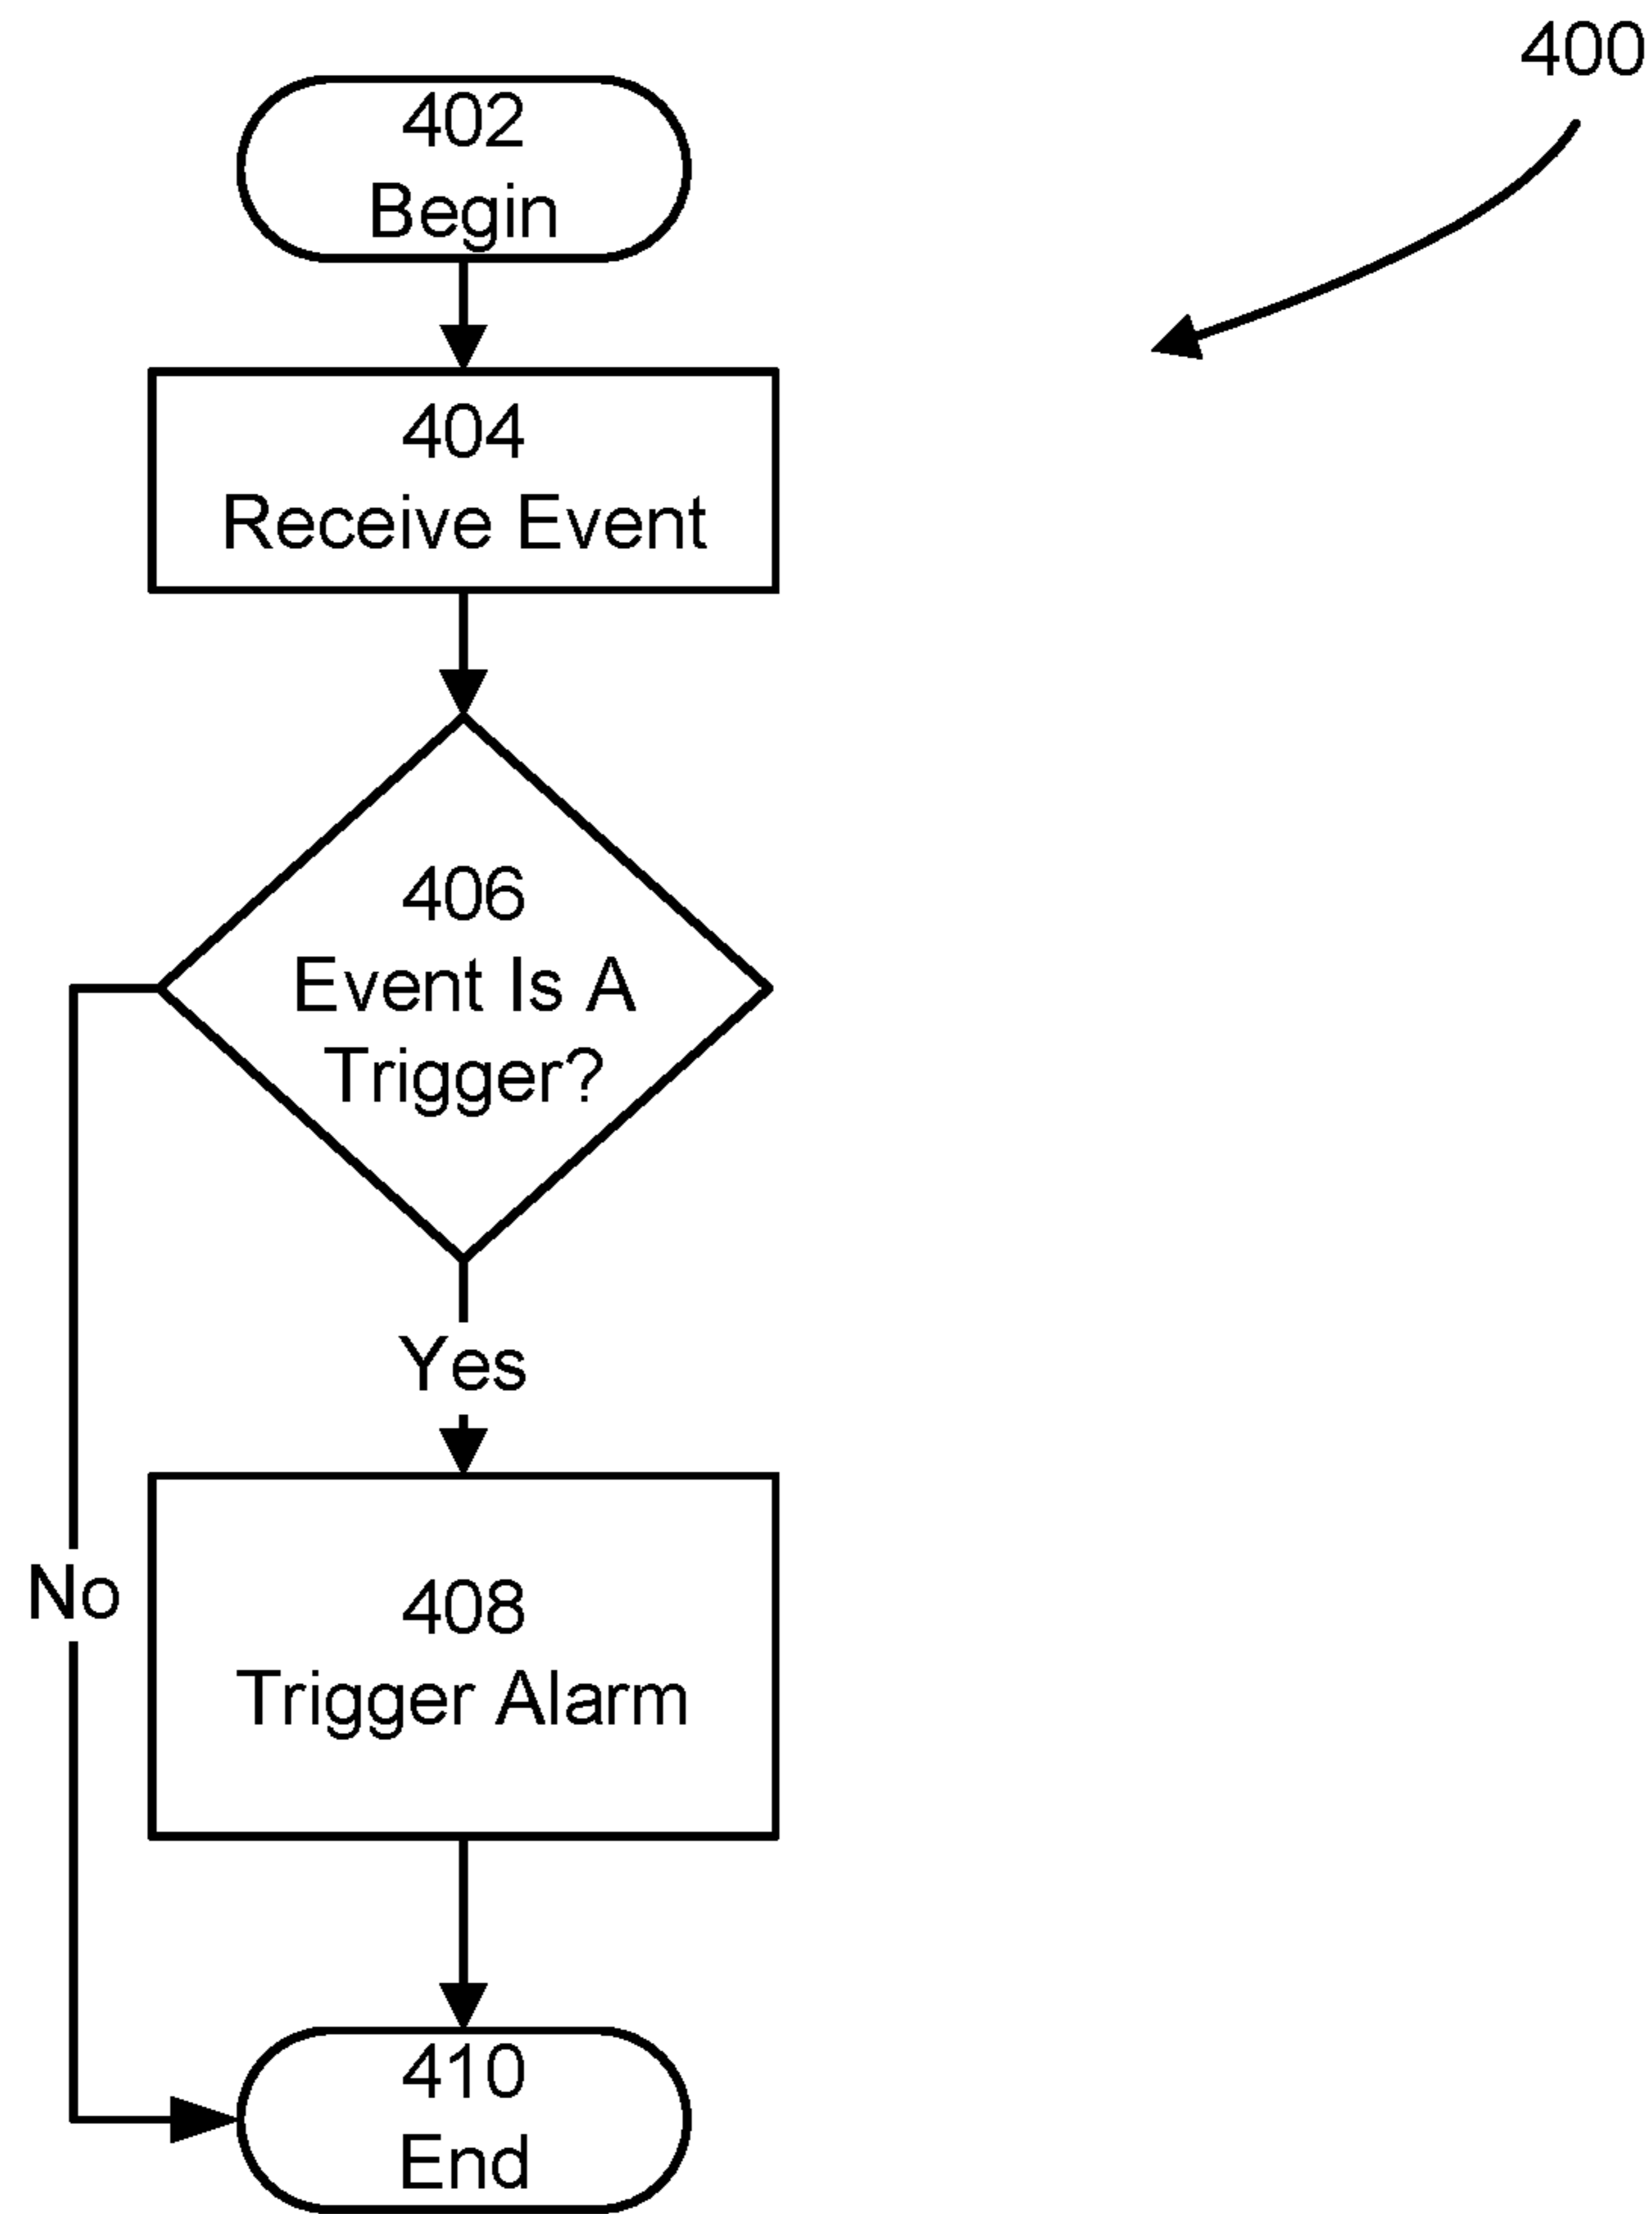 400
402
Begin
404
Receive Event
406
Event Is A
Trigger?
Yes
No
408
Trigger Alarm
410
End